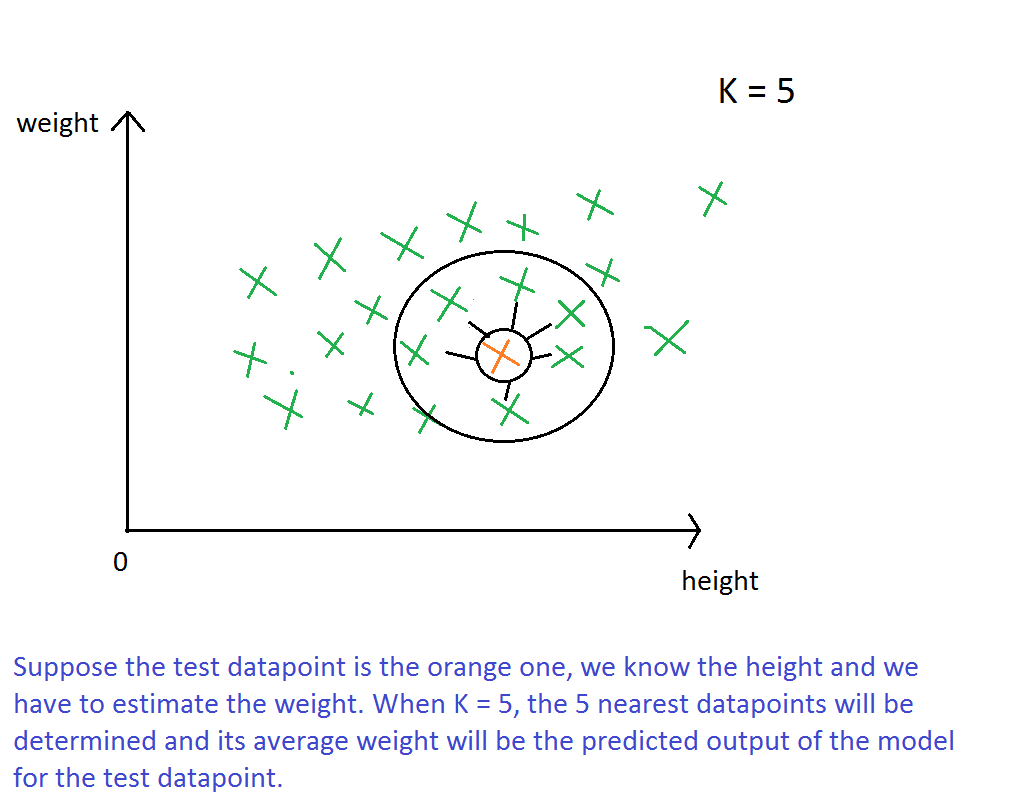 K = 5
weight
0
height
Suppose the test datapoint is the orange one, we know the height and we
have to estimate the weight. When K = 5, the 5 nearest datapoints will be
determined and its average weight will be the predicted output of the model
for the test datapoint.